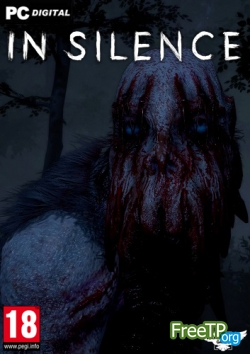 PC DIGITAL
IN SILENCE
18
www.pegi.info
FreeTP.org